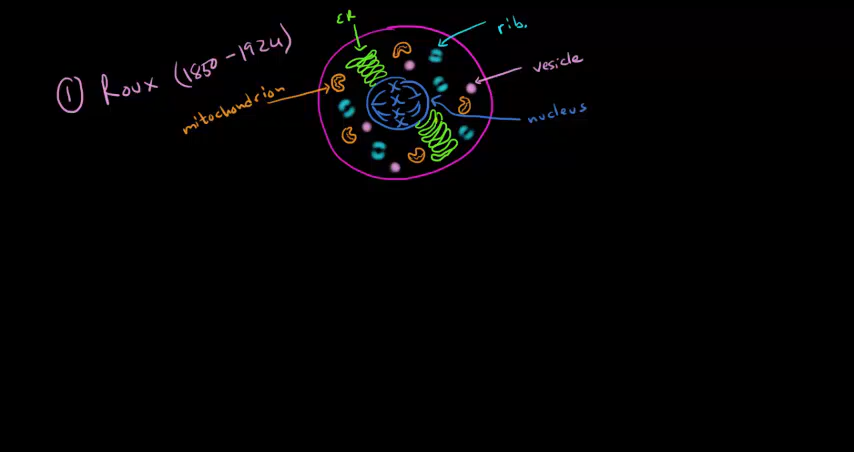 ① Roux (1850-1924)
ER
rib.
vesicle
mitochondrion
nucleus